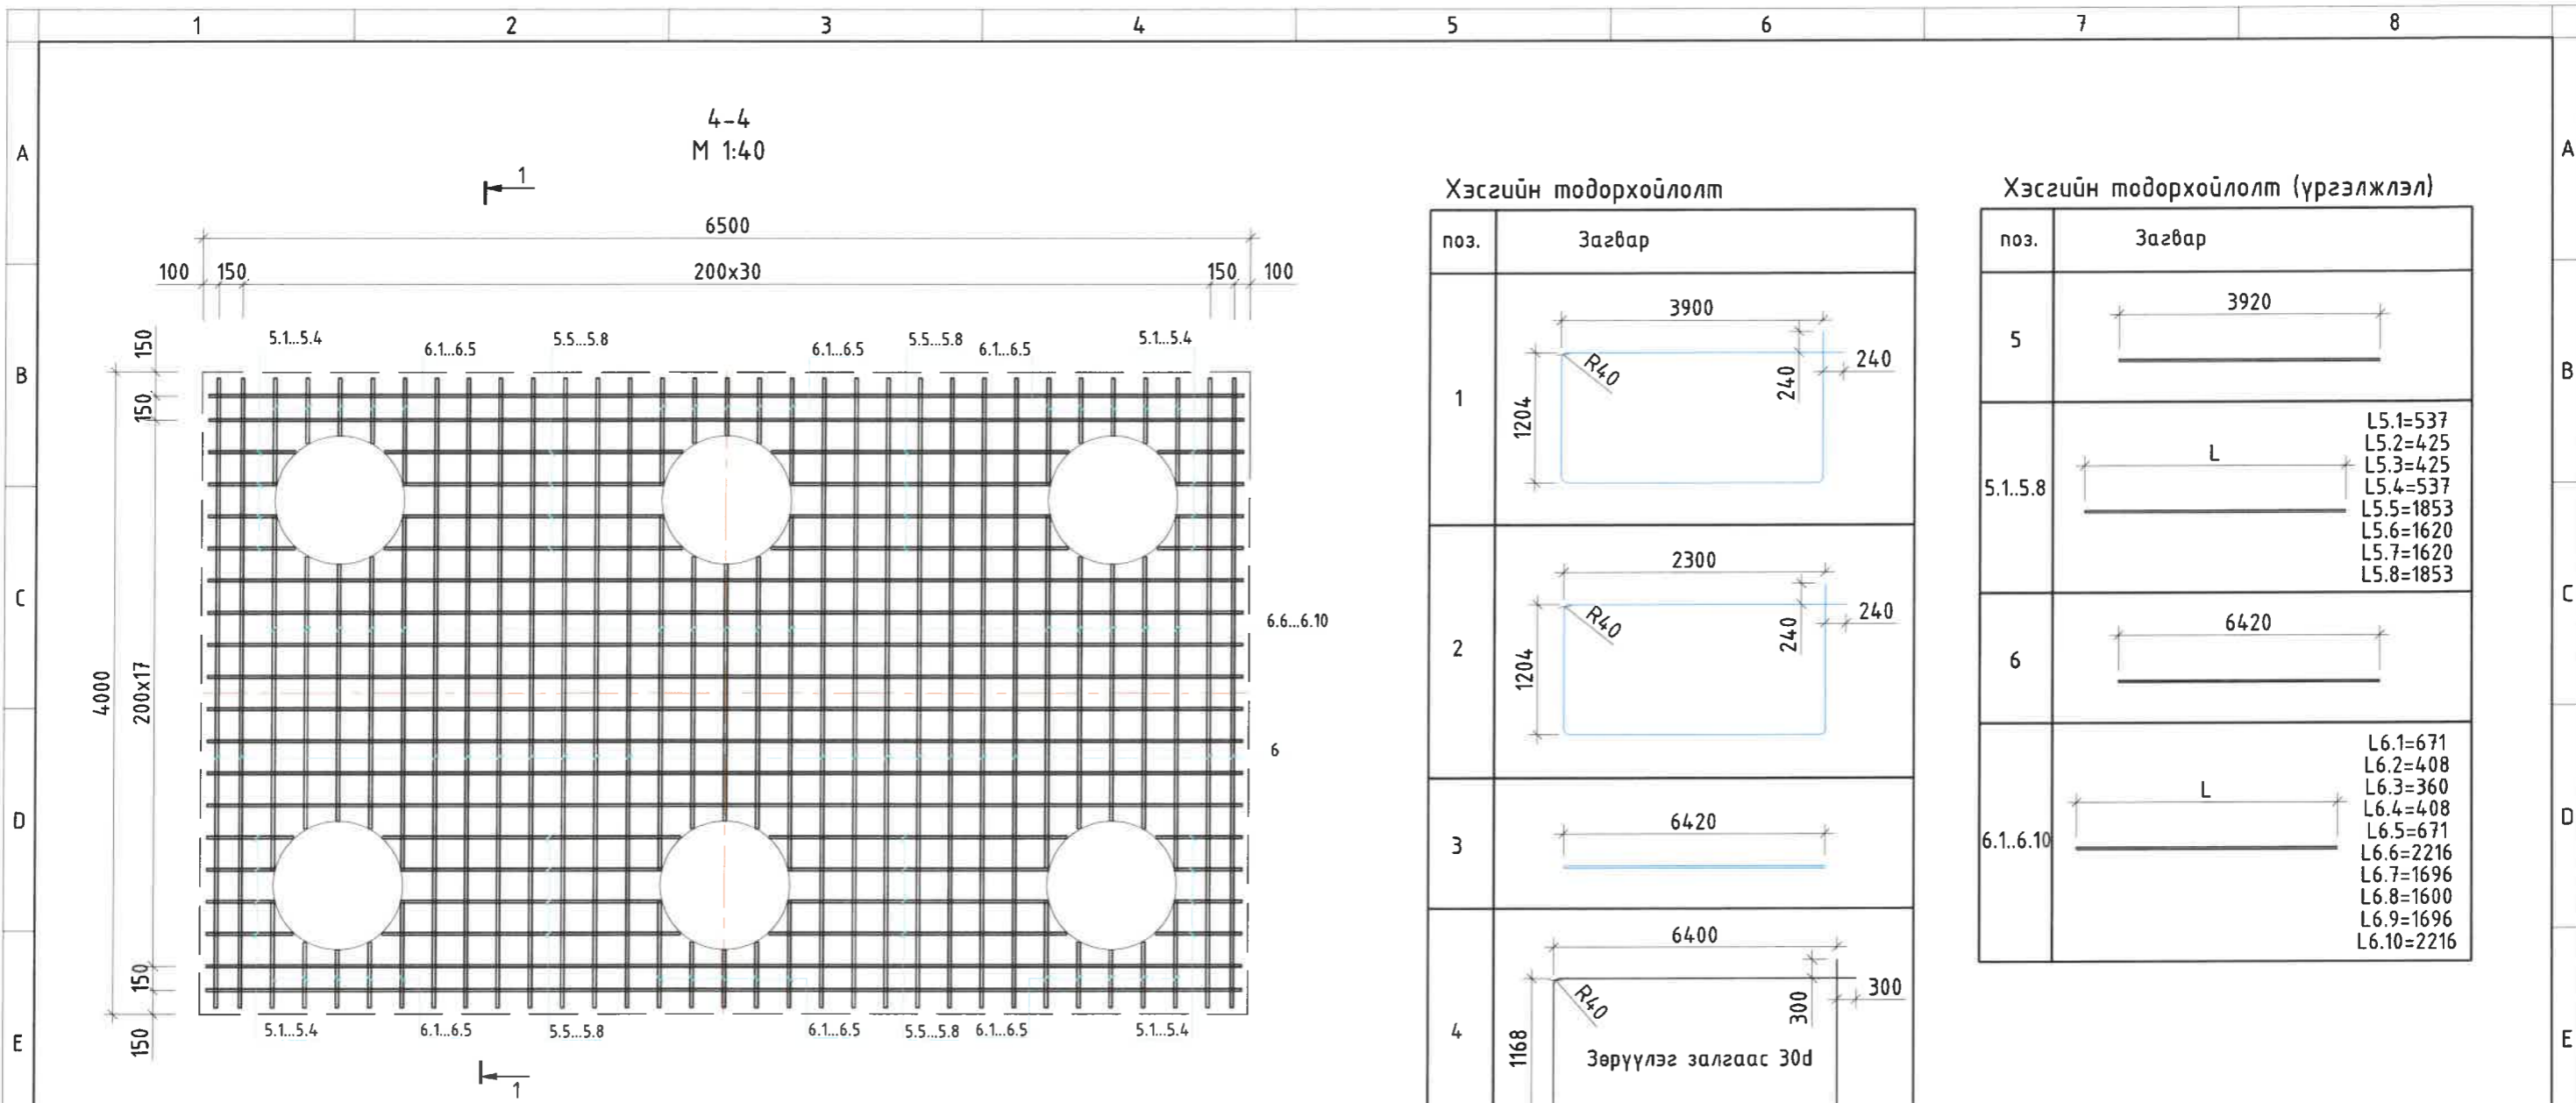 1 2 3 4 5 6 7 8
A A
B B
C C
D D
E E
4-4
М 1:40
1
6500
100 150 200x30 150 100
5.1...5.4 6.1...6.5 5.5...5.8 6.1...6.5 5.5...5.8 6.1...6.5 5.1...5.4
150
150
4000
200x17
150
150
6.6...6.10
6
5.1...5.4 6.1...6.5 5.5...5.8 6.1...6.5 5.5...5.8 6.1...6.5 5.1...5.4
1
Хэсгийн тодорхойлолт
поз. Загвар
1
3900
R40
240
240
1204
2
2300
R40
240
240
1204
3
6420
4
6400
R40
300
300
1168
Зөрүүлэг залгаас 30d
Хэсгийн тодорхойлолт (үргэлжлэл)
поз. Загвар
5
3920
5.1..5.8
L
L5.1=537
L5.2=425
L5.3=425
L5.4=537
L5.5=1853
L5.6=1620
L5.7=1620
L5.8=1853
6
6420
6.1..6.10
L
L6.1=671
L6.2=408
L6.3=360
L6.4=408
L6.5=671
L6.6=2216
L6.7=1696
L6.8=1600
L6.9=1696
L6.10=2216